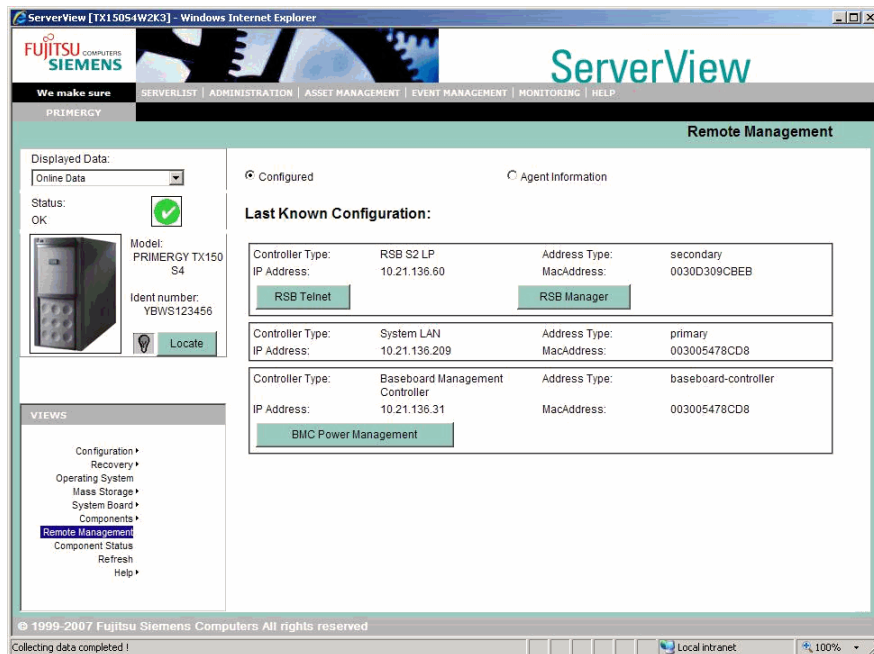 ServerView [TX150S4W2K3] - Windows Internet Explorer
FUJITSU COMPUTERS
SIEMENS
ServerView
We make sure
SERVERLIST | ADMINISTRATION | ASSET MANAGEMENT | EVENT MANAGEMENT | MONITORING | HELP
PRIMERGY
Remote Management
Displayed Data:
Online Data
Configured
Agent Information
Status:
OK
Last Known Configuration:
Model:
PRIMERGY TX150
S4
Ident number:
YBWS123456
Locate
Controller Type: RSB S2 LP Address Type: secondary
IP Address: 10.21.136.60 MacAddress: 0030D309CBEB
RSB Telnet RSB Manager
Controller Type: System LAN Address Type: primary
IP Address: 10.21.136.209 MacAddress: 003005478CD8
Controller Type: Baseboard Management Address Type: baseboard-controller
Controller
IP Address: 10.21.136.31 MacAddress: 003005478CD8
BMC Power Management
VIEWS
Configuration
Recovery
Operating System
Mass Storage
System Board
Components
Remote Management
Component Status
Refresh
Help
© 1999-2007 Fujitsu Siemens Computers All rights reserved
Collecting data completed !
Local intranet
100%